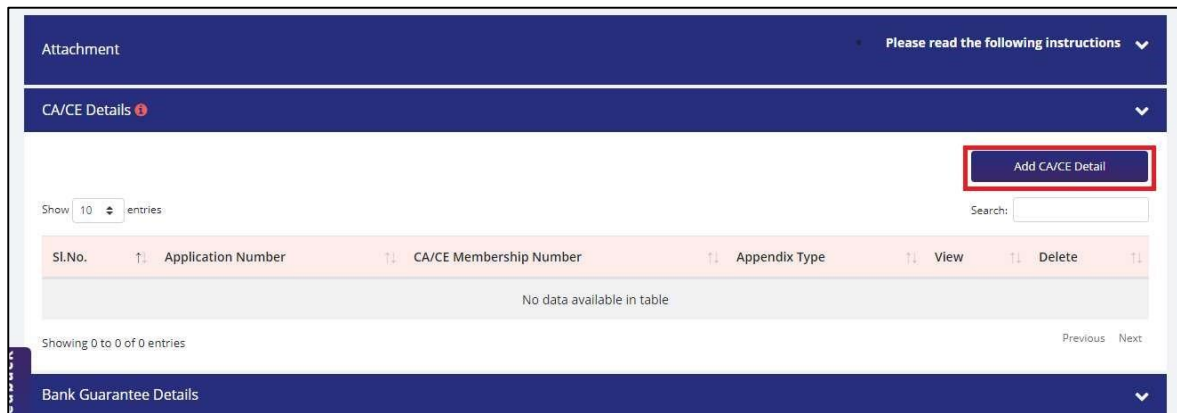 Attachment
Please read the following instructions
CA/CE Details
Add CA/CE Detail
Show 10 entries
Search:
Sl.No. Application Number CA/CE Membership Number Appendix Type View Delete
No data available in table
Showing 0 to 0 of 0 entries
Previous Next
Bank Guarantee Details